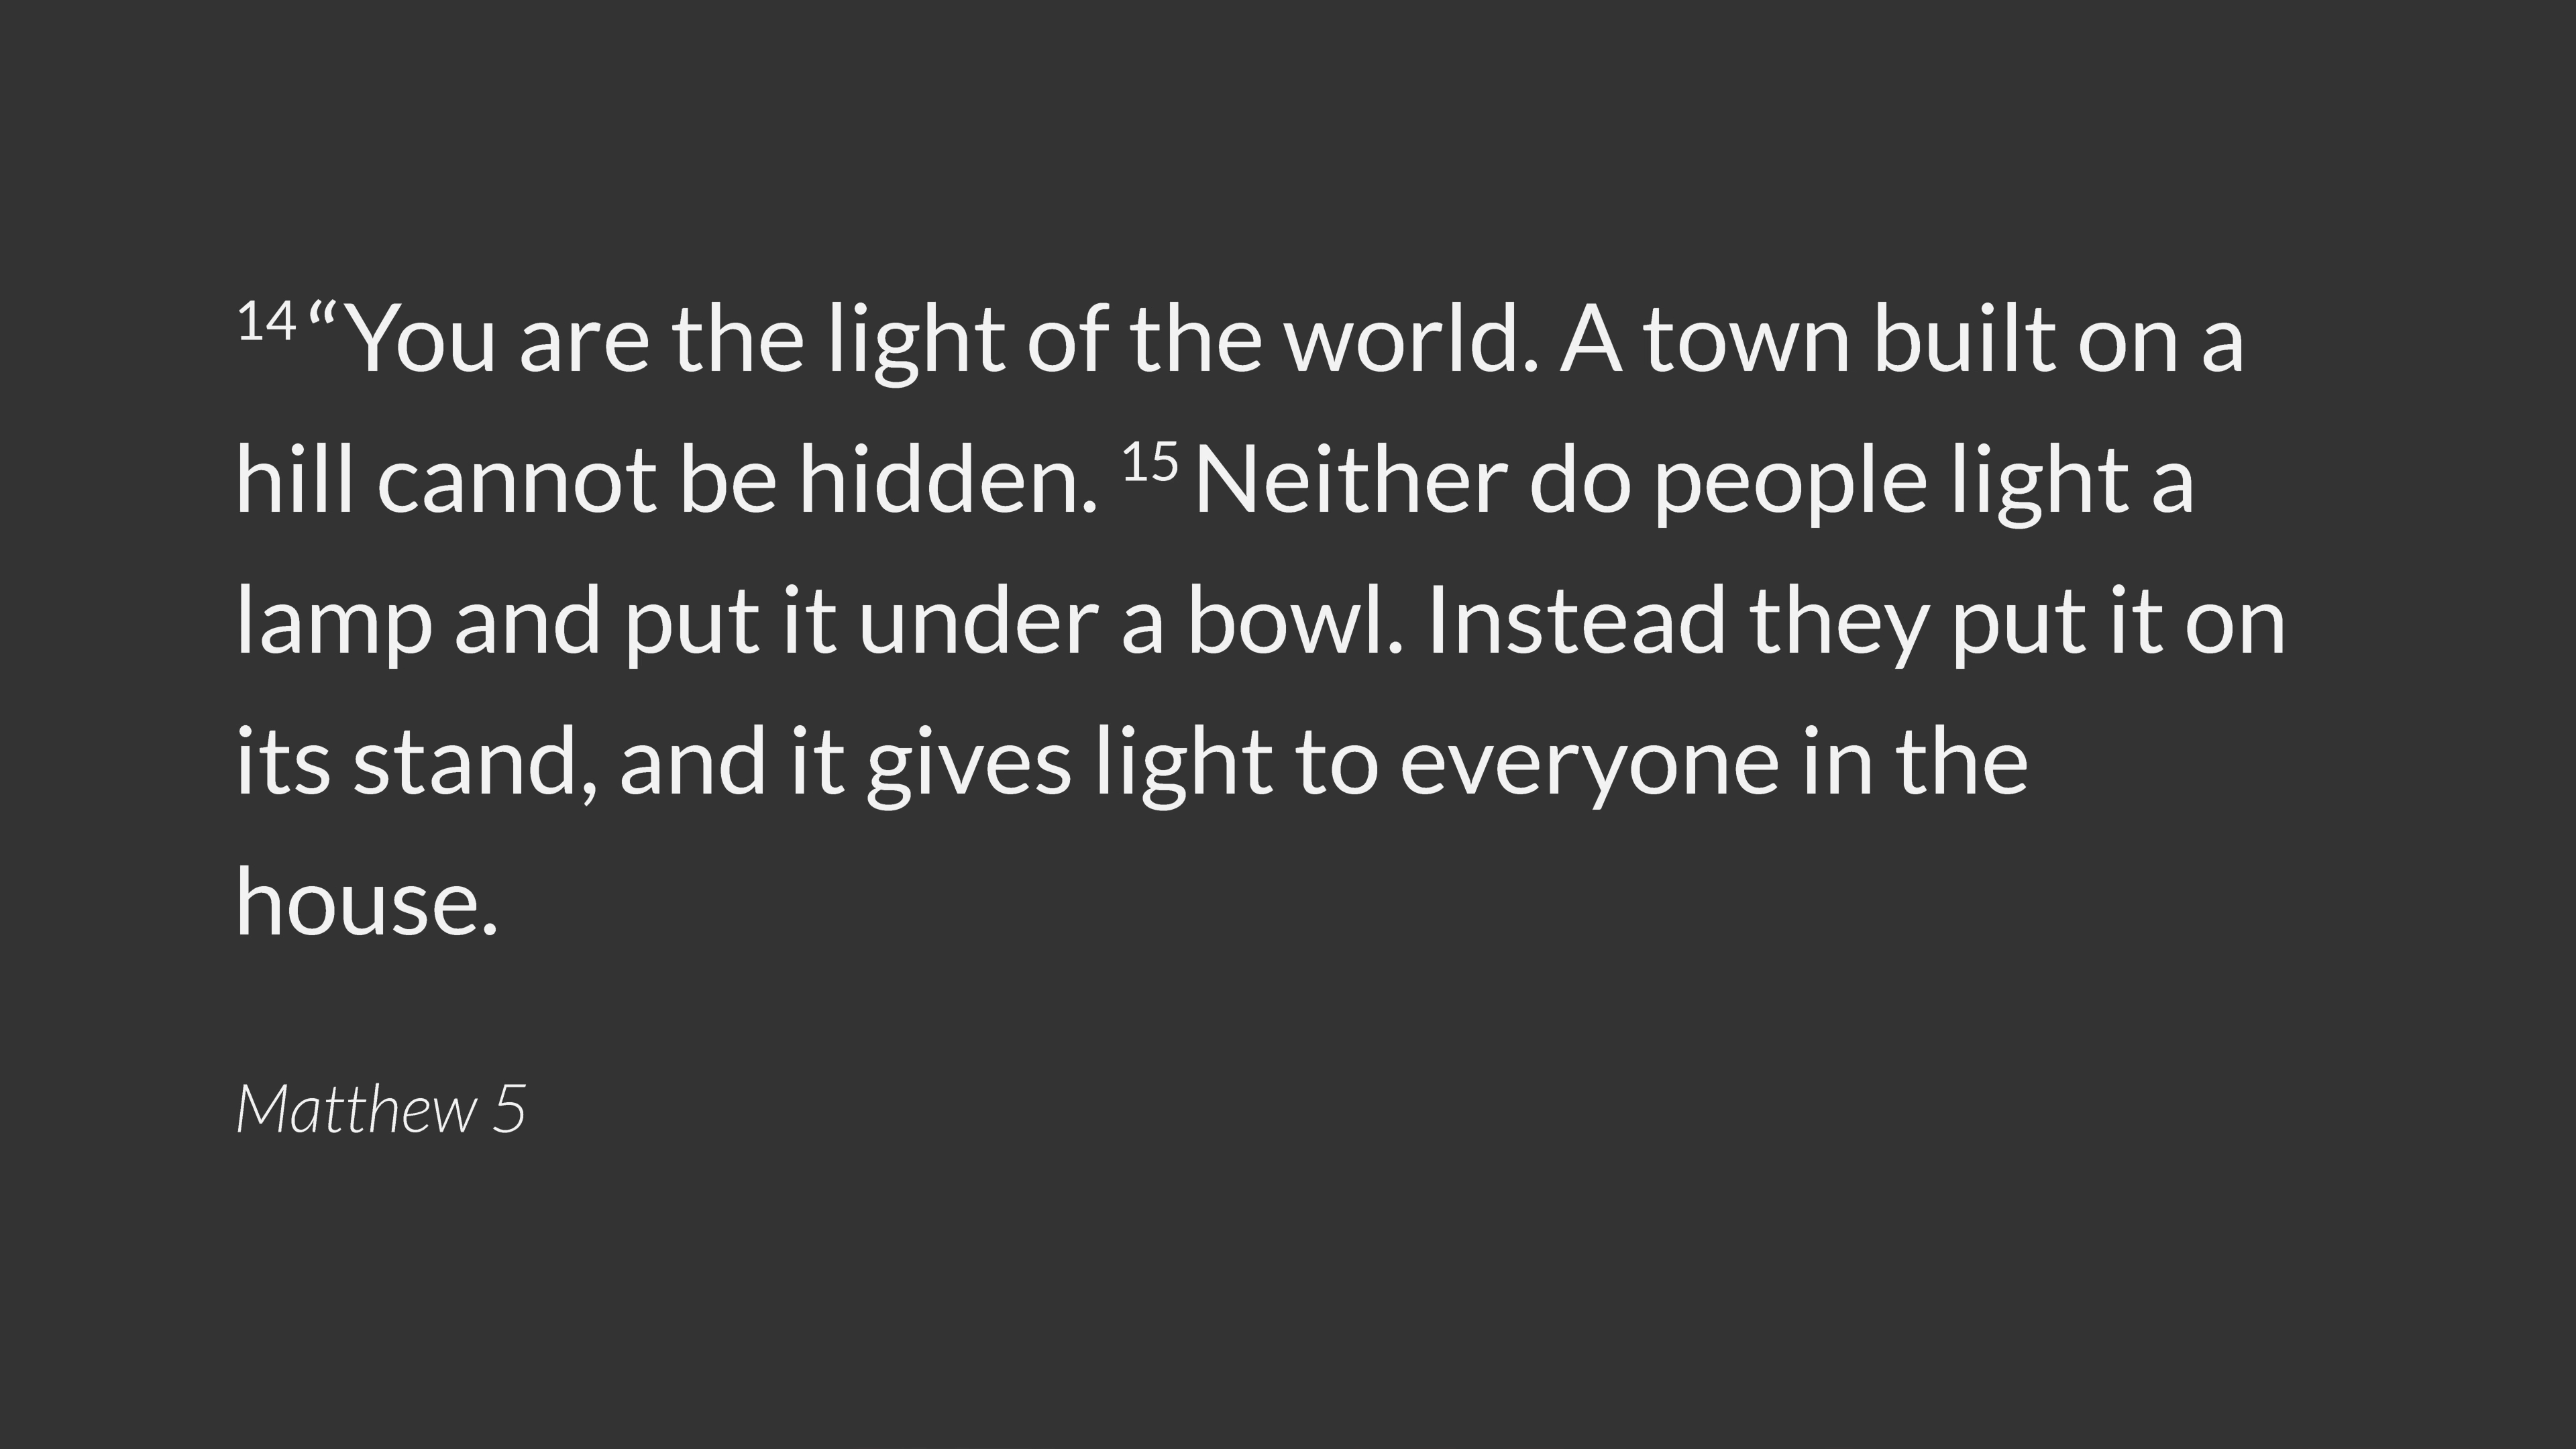 14 “You are the light of the world. A town built on a
hill cannot be hidden. 15 Neither do people light a
lamp and put it under a bowl. Instead they put it on
its stand, and it gives light to everyone in the
house.
Matthew 5